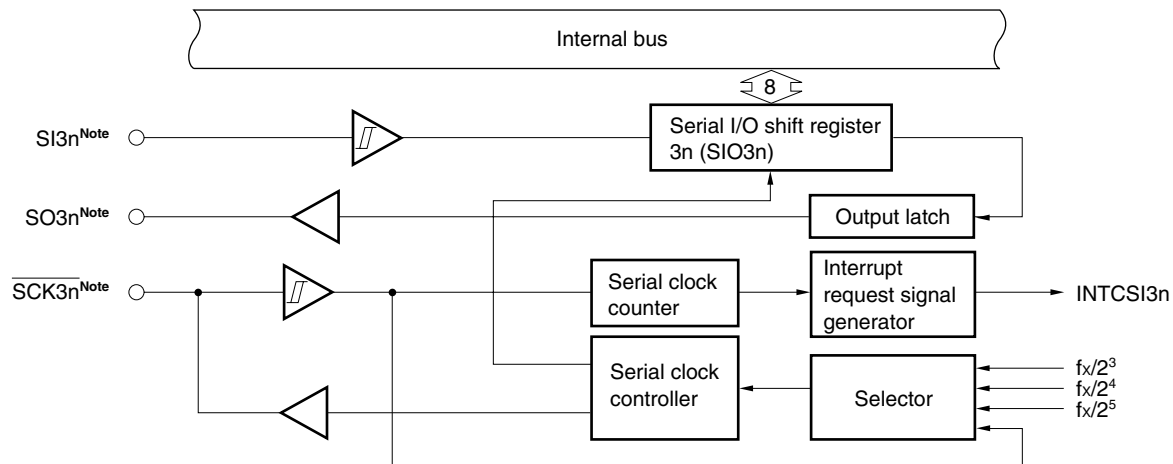 Internal bus
8
SI3nNote
Serial I/O shift register
3n (SIO3n)
SO3nNote
Output latch
SCK3nNote
Serial clock
counter
Interrupt
request signal
generator
INTCSI3n
Serial clock
controller
Selector
fx/2³
fx/2⁴
fx/2⁵